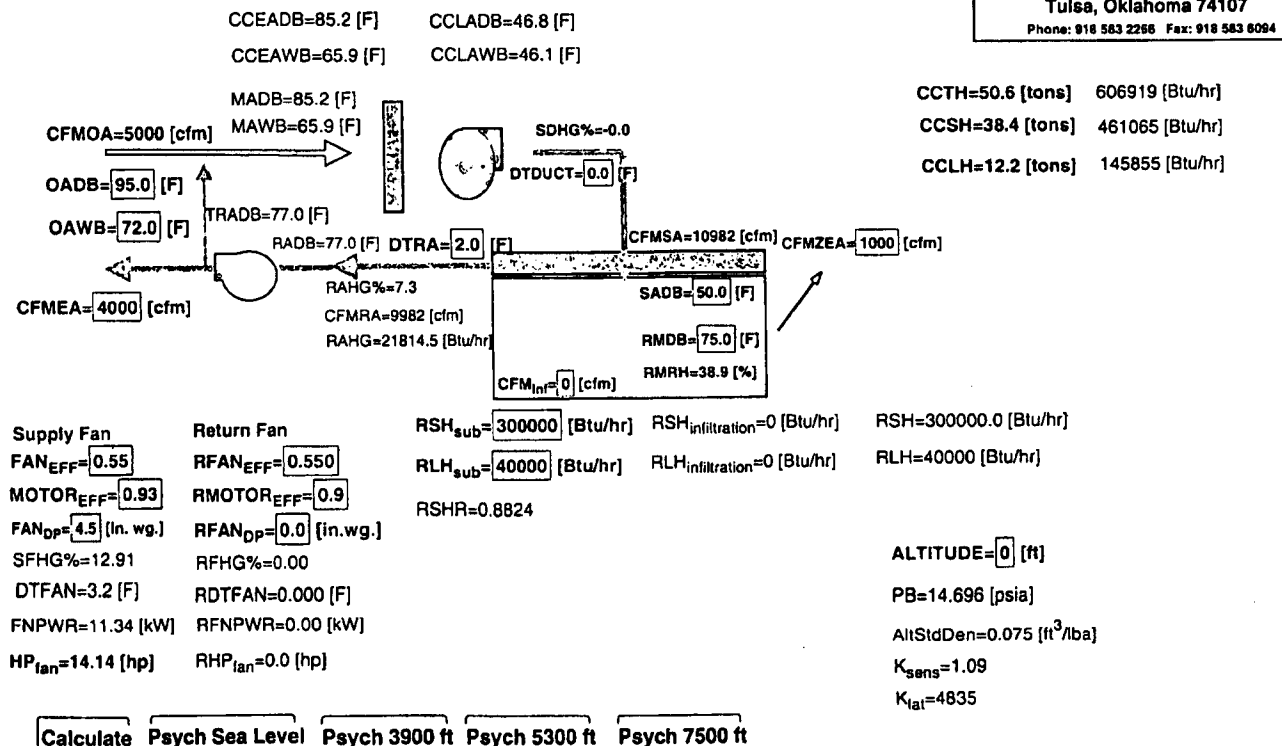 Tulsa, Oklahoma 74107
Phone: 918 583 2256 Fax: 918 583 6094
CCEADB=85.2 [F] CCLADB=46.8 [F]
CCEAWB=65.9 [F] CCLAWB=46.1 [F]
CCTH=50.6 [tons] 606919 [Btu/hr]
CCSH=38.4 [tons] 461065 [Btu/hr]
CCLH=12.2 [tons] 145855 [Btu/hr]
MADB=85.2 [F]
MAWB=65.9 [F]
CFMOA=5000 [cfm]
SDHG%=-0.0
DTDUCT=0.0 [F]
OADB=95.0 [F]
OAWB=72.0 [F]
TRADB=77.0 [F]
RADB=77.0 [F] DTRA=2.0 [F]
CFMSA=10982 [cfm] CFMZEA=1000 [cfm]
CFMEA=4000 [cfm]
RAHG%=7.3
CFMRA=9982 [cfm]
RAHG=21814.5 [Btu/hr]
SADB=50.0 [F]
RMDB=75.0 [F]
RMRH=38.9 [%]
CFMInf=0 [cfm]
RSHsub=300000 [Btu/hr] RSHinfiltration=0 [Btu/hr] RSH=300000.0 [Btu/hr]
RLHsub=40000 [Btu/hr] RLHinfiltration=0 [Btu/hr] RLH=40000 [Btu/hr]
RSHR=0.8824
Supply Fan Return Fan
FANEFF=0.55 RFANEFF=0.550
MOTOREFF=0.93 RMOTOREFF=0.9
FANDP=4.5 [In. wg.] RFANDP=0.0 [in.wg.]
SFHG%=12.91 RFHG%=0.00
DTFAN=3.2 [F] RDTFAN=0.000 [F]
FNPWR=11.34 [kW] RFNPWR=0.00 [kW]
HPfan=14.14 [hp] RHPfan=0.0 [hp]
ALTITUDE=0 [ft]
PB=14.696 [psia]
AltStdDen=0.075 [ft3/lba]
Ksens=1.09
Klat=4835
Calculate Psych Sea Level Psych 3900 ft Psych 5300 ft Psych 7500 ft